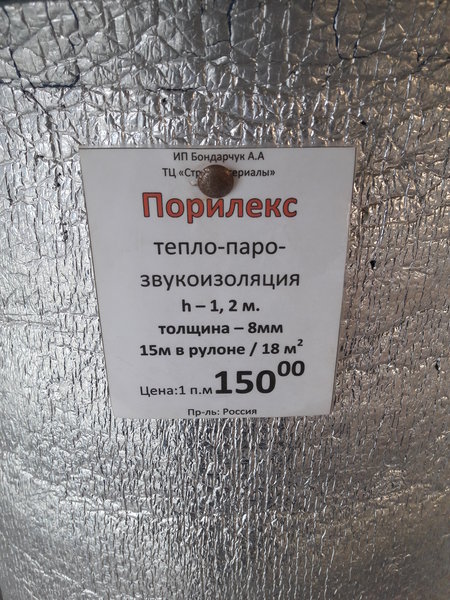 ИП Бондарчук А.А
ТЦ
Порилекс
тепло-паро-
звукоизоляция
h – 1, 2 м.
толщина – 8мм
15м в рулоне / 18 м²
Цена:1 п.м 150⁰⁰
Пр-ль: Россия